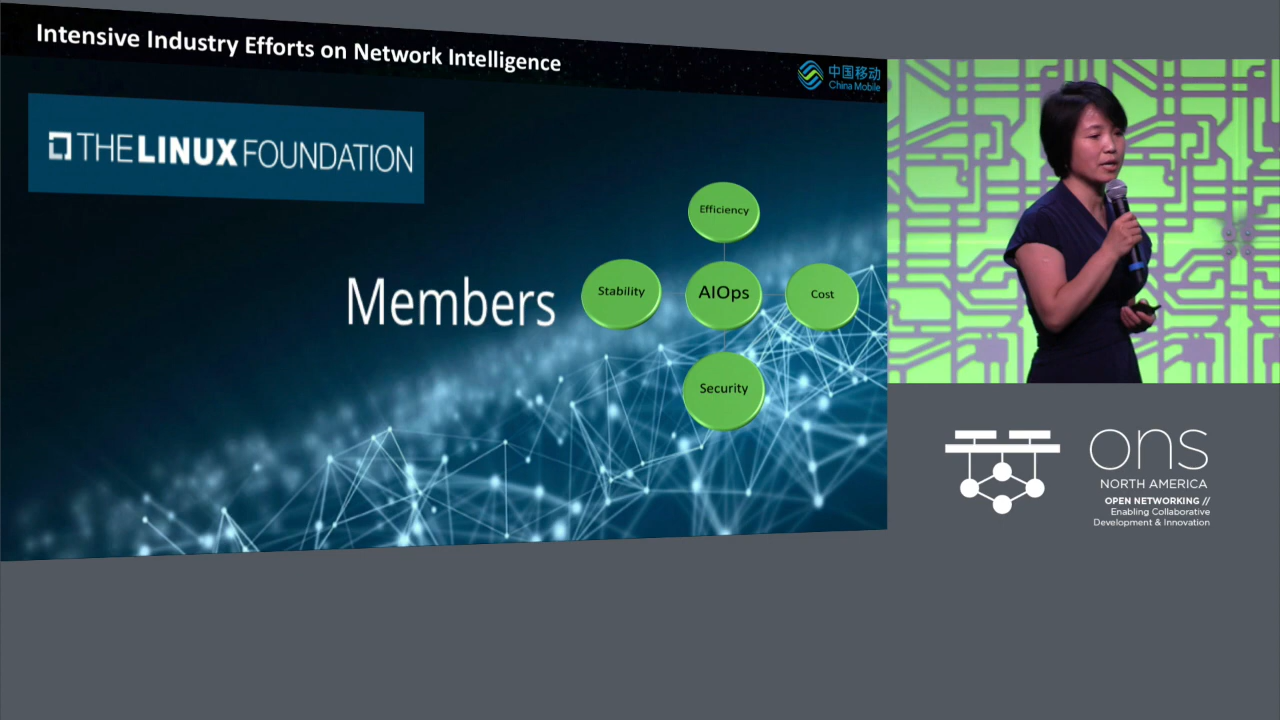 Intensive Industry Efforts on Network Intelligence
中国移动
China Mobile
THE LINUX FOUNDATION
Efficiency
Members
Stability
AIOps
Cost
Security
ons
NORTH AMERICA
OPEN NETWORKING //
Enabling Collaborative
Development & Innovation